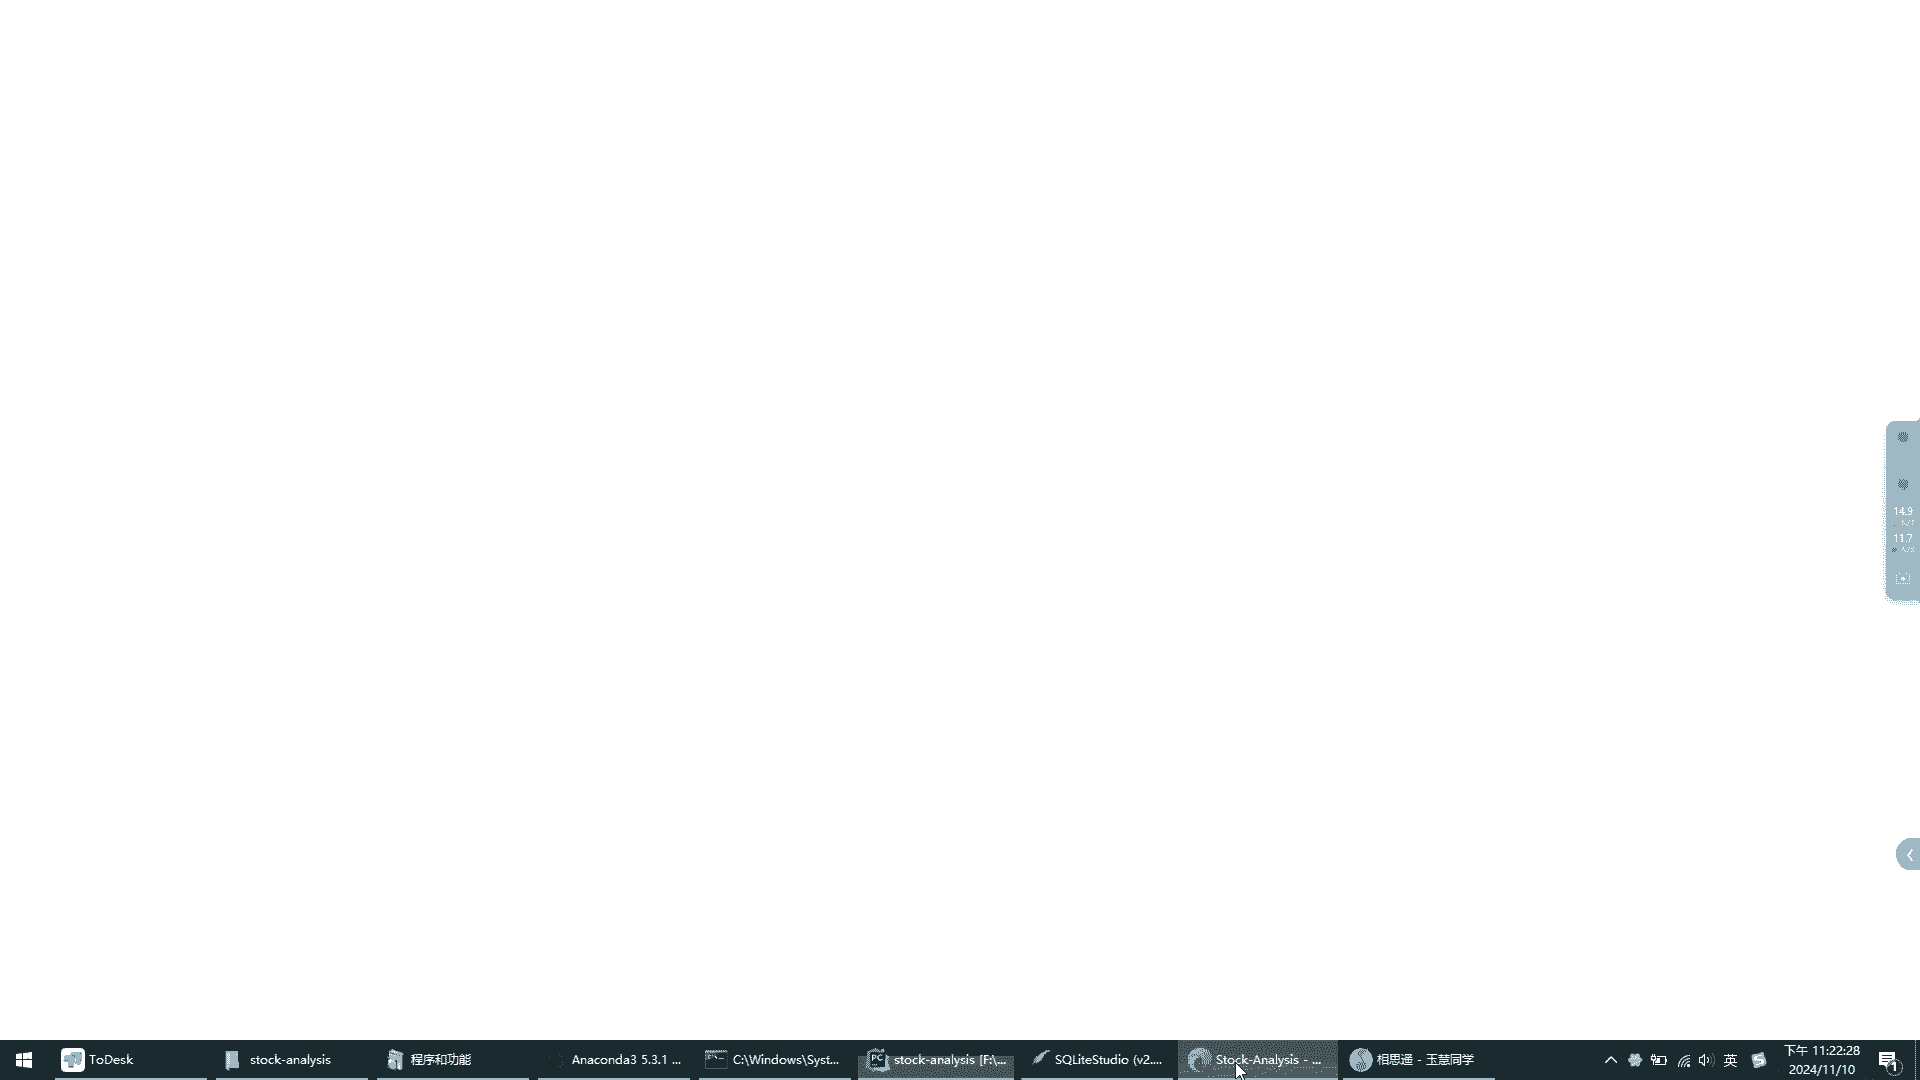 14.9
11.7
ToDesk
stock-analysis
程序和功能
Anaconda3 5.3.1 ...
C:\Windows\Syst...
stock-analysis [F:\...
SQLiteStudio (v2....
Stock-Analysis - ...
相思遥 - 玉慧同学
英
下午 11:22:28
2024/11/10
1